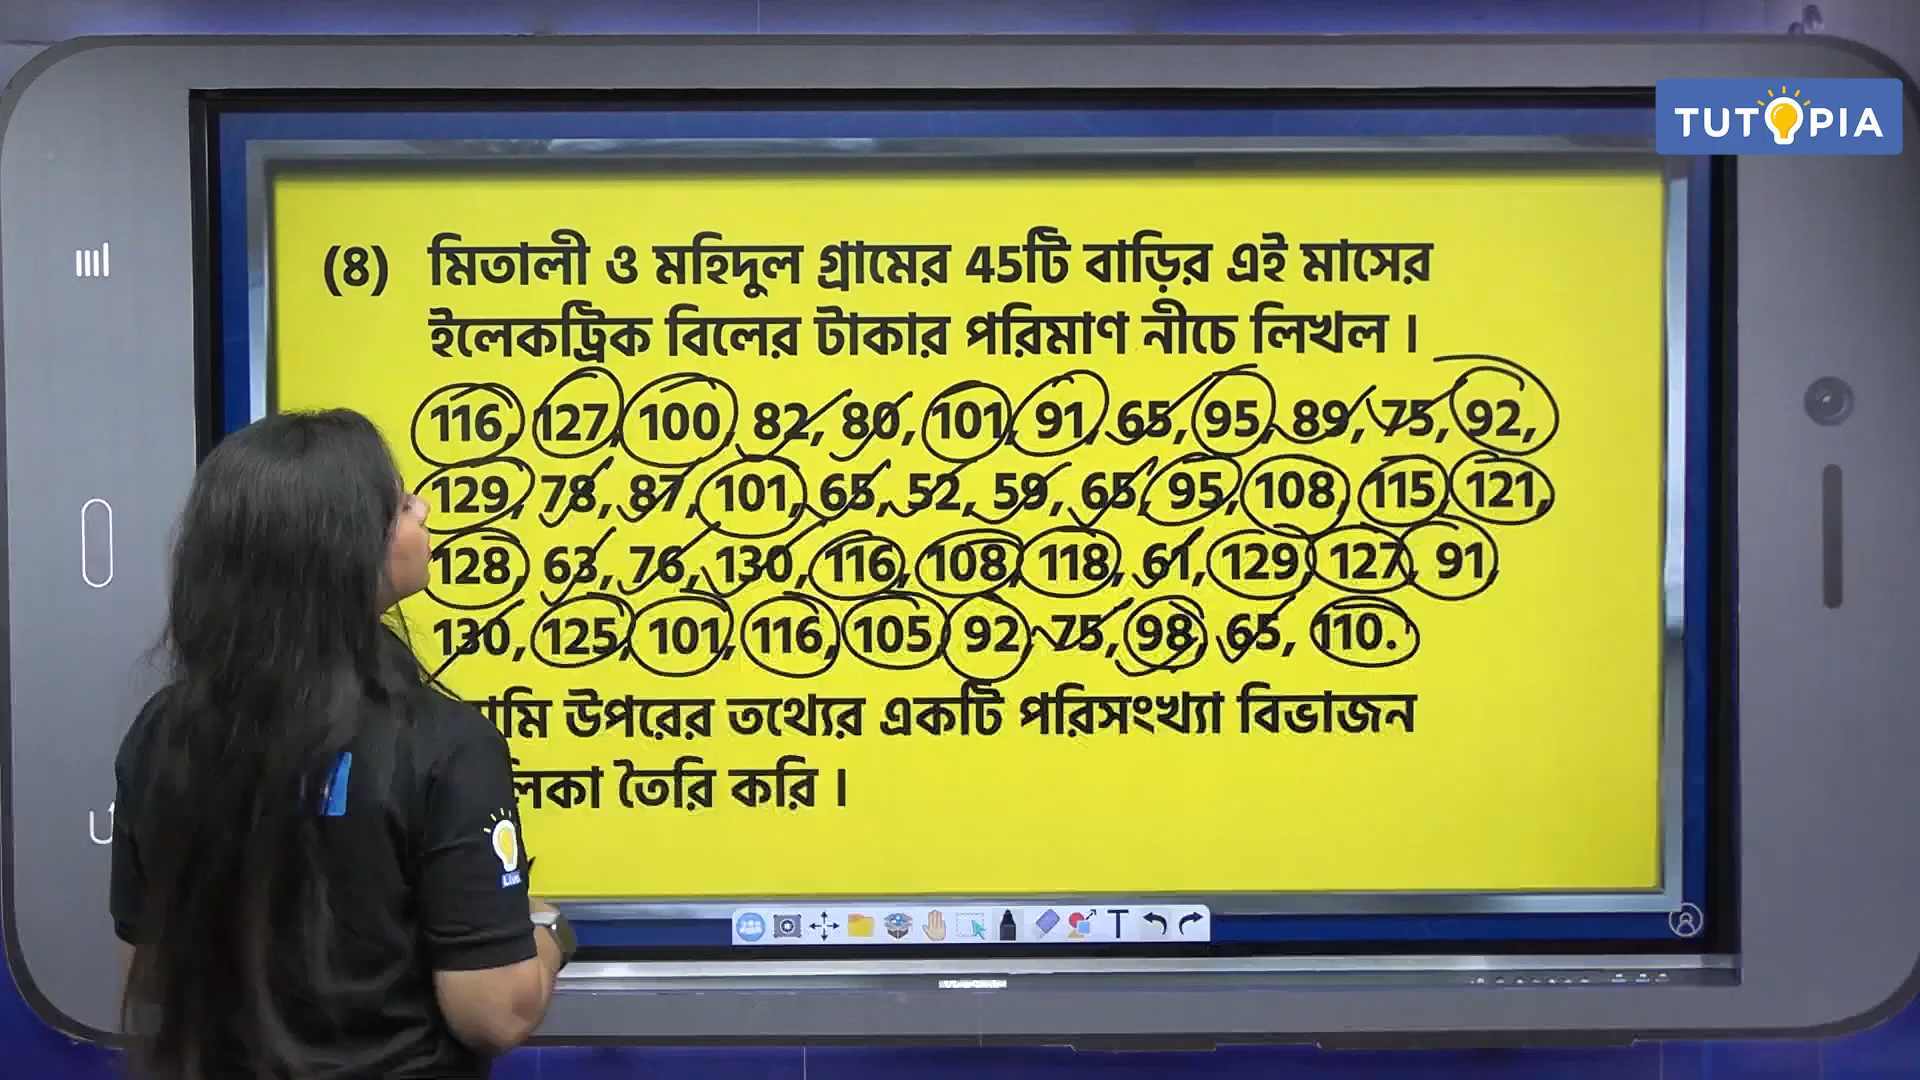 TUTOPIA
(8) মিতালী ও মহিদুল গ্রামের 45টি বাড়ির এই মাসের
ইলেকট্রিক বিলের টাকার পরিমাণ নীচে লিখল ।
116, 127, 100, 82, 80, 101, 91, 65, 95, 89, 75, 92,
129, 78, 87, 101, 65, 52, 59, 65, 95, 108, 115, 121,
128, 63, 76, 130, 116, 108, 118, 61, 129, 127, 91,
130, 125, 101, 116, 105, 92, 75, 98, 65, 110.
উপরের তথ্যের একটি পরিসংখ্যা বিভাজন
তৈরি করি ।